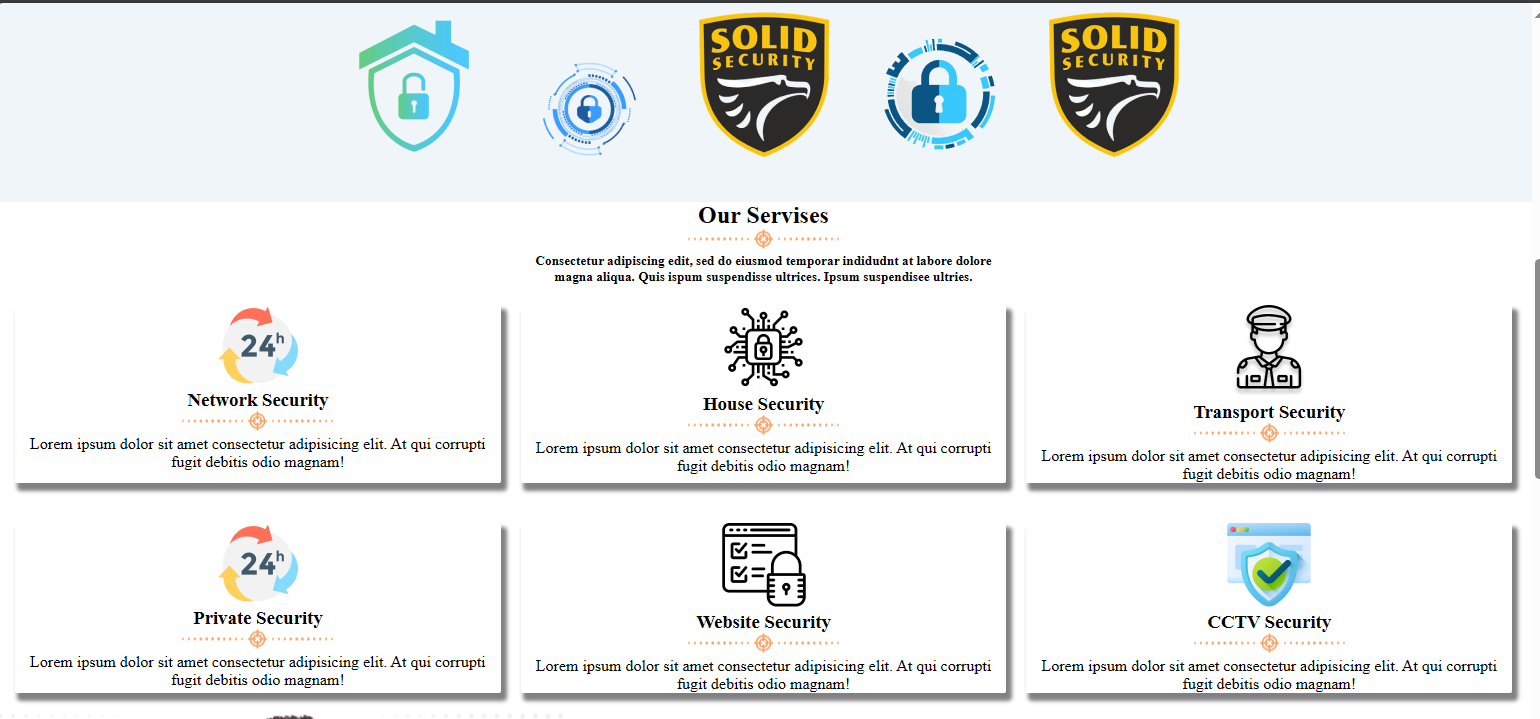 SOLID
SECURITY
SOLID
SECURITY
Our Servises
Consectetur adipiscing edit, sed do eiusmod temporar indidudnt at labore dolore
magna aliqua. Quis ispum suspendisse ultrices. Ipsum suspendisee ultries.
24h
Network Security
Lorem ipsum dolor sit amet consectetur adipisicing elit. At qui corrupti
fugit debitis odio magnam!
House Security
Lorem ipsum dolor sit amet consectetur adipisicing elit. At qui corrupti
fugit debitis odio magnam!
Transport Security
Lorem ipsum dolor sit amet consectetur adipisicing elit. At qui corrupti
fugit debitis odio magnam!
24h
Private Security
Lorem ipsum dolor sit amet consectetur adipisicing elit. At qui corrupti
fugit debitis odio magnam!
Website Security
Lorem ipsum dolor sit amet consectetur adipisicing elit. At qui corrupti
fugit debitis odio magnam!
CCTV Security
Lorem ipsum dolor sit amet consectetur adipisicing elit. At qui corrupti
fugit debitis odio magnam!